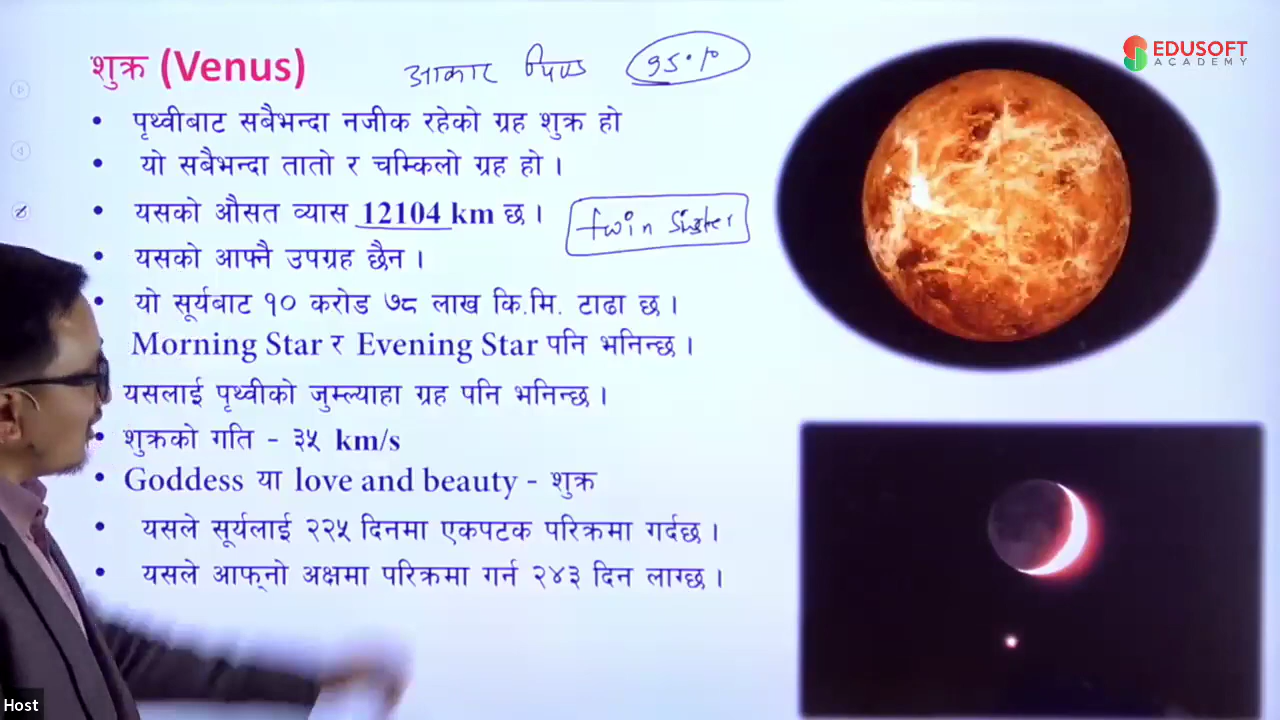 शुक्र (Venus)
आकार पिण्ड 95%
EDUSOFT
ACADEMY
• पृथ्वीबाट सबैभन्दा नजीक रहेको ग्रह शुक्र हो
• यो सबैभन्दा तातो र चम्किलो ग्रह हो ।
• यसको औसत व्यास 12104 km छ ।
twin sister
• यसको आफ्नै उपग्रह छैन ।
• यो सूर्यबाट १० करोड ७८ लाख कि.मि. टाढा छ ।
Morning Star र Evening Star पनि भनिन्छ ।
यसलाई पृथ्वीको जुम्ल्याहा ग्रह पनि भनिन्छ ।
• शुक्रको गति - ३५ km/s
• Goddess या love and beauty - शुक्र
• यसले सूर्यलाई २२५ दिनमा एकपटक परिक्रमा गर्दछ ।
• यसले आफ्‌नो अक्षमा परिक्रमा गर्न २४३ दिन लाग्छ ।
Host